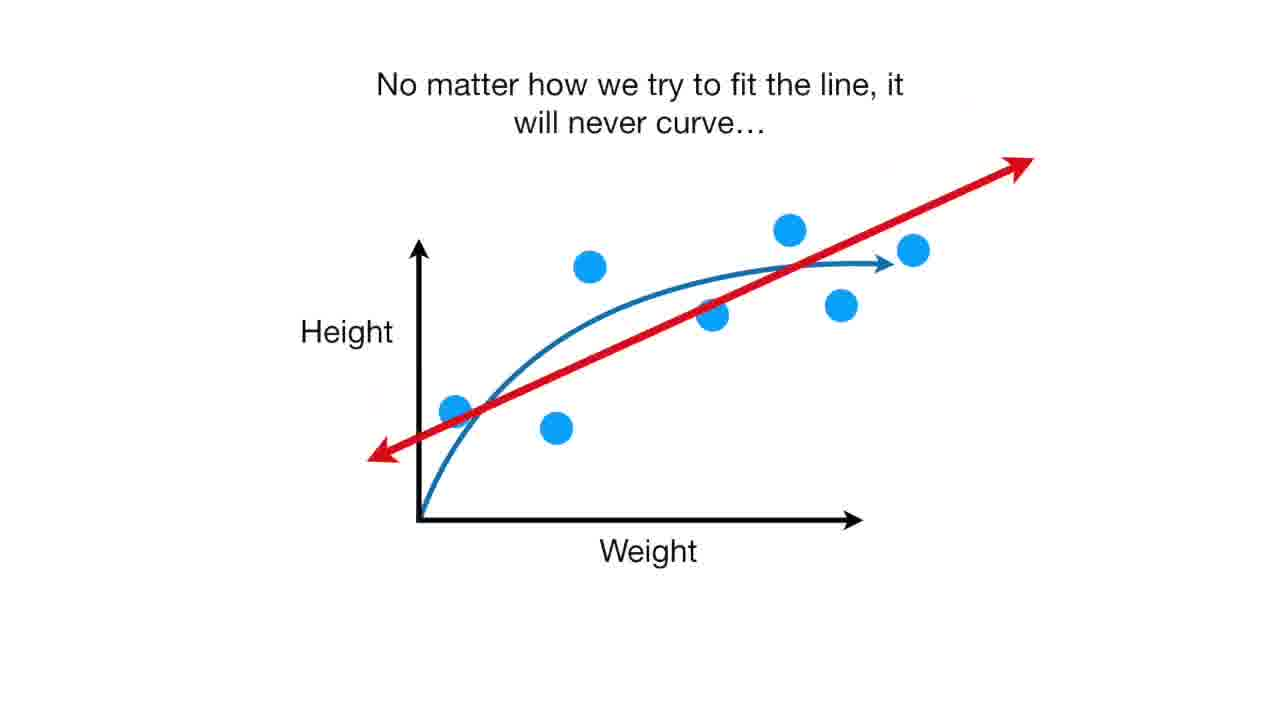 No matter how we try to fit the line, it
will never curve…
Height
Weight